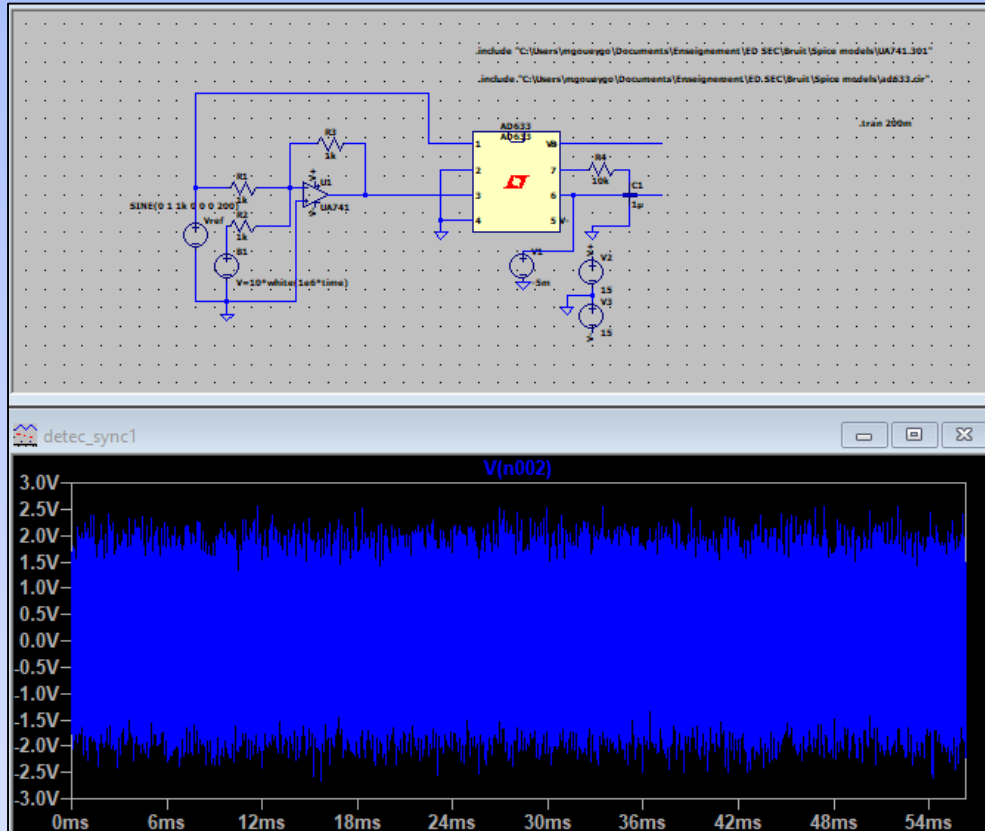 .include "C:\Users\mgoueygo\Documents\Enseignement\ED SEC\Bruit\Spice models\UA741.301"
.include "C:\Users\mgoueygo\Documents\Enseignement\ED SEC\Bruit\Spice models\ad633.cir"
.tran 200m
AD633
AD633
R3
1k
1
V8
R4
R1
V+
U1
2
7
10k
C1
1k
UA741
3
6
1µ
SINE(0 1 1k 0 0 0 200)
R2
V-
Vref
1k
4
5
V-
B1
V1
V+
V2
V=10*white(1e6*time)
5m
15
V3
V-
15
detec_sync1
V(n002)
3.0V
2.5V
2.0V
1.5V
1.0V
0.5V
0.0V
-0.5V
-1.0V
-1.5V
-2.0V
-2.5V
-3.0V
0ms 6ms 12ms 18ms 24ms 30ms 36ms 42ms 48ms 54ms